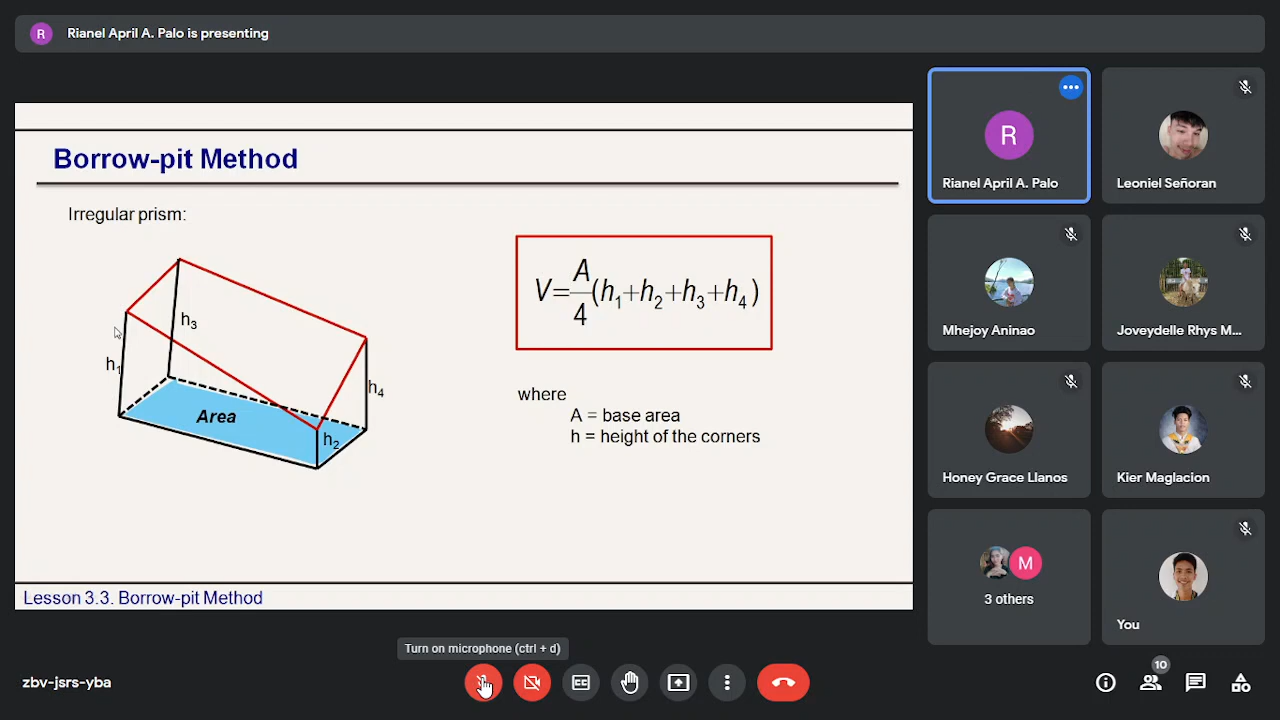 R
Rianel April A. Palo is presenting
Borrow-pit Method
Irregular prism:
h₃
h₁
h₄
Area
h₂
V=A/4(h₁+h₂+h₃+h₄)
where
A = base area
h = height of the corners
Lesson 3.3. Borrow-pit Method
R
Rianel April A. Palo
Leoniel Señoran
Mhejoy Aninao
Joveydelle Rhys M...
Honey Grace Llanos
Kier Maglacion
M
3 others
You
Turn on microphone (ctrl + d)
zbv-jsrs-yba
CC
10